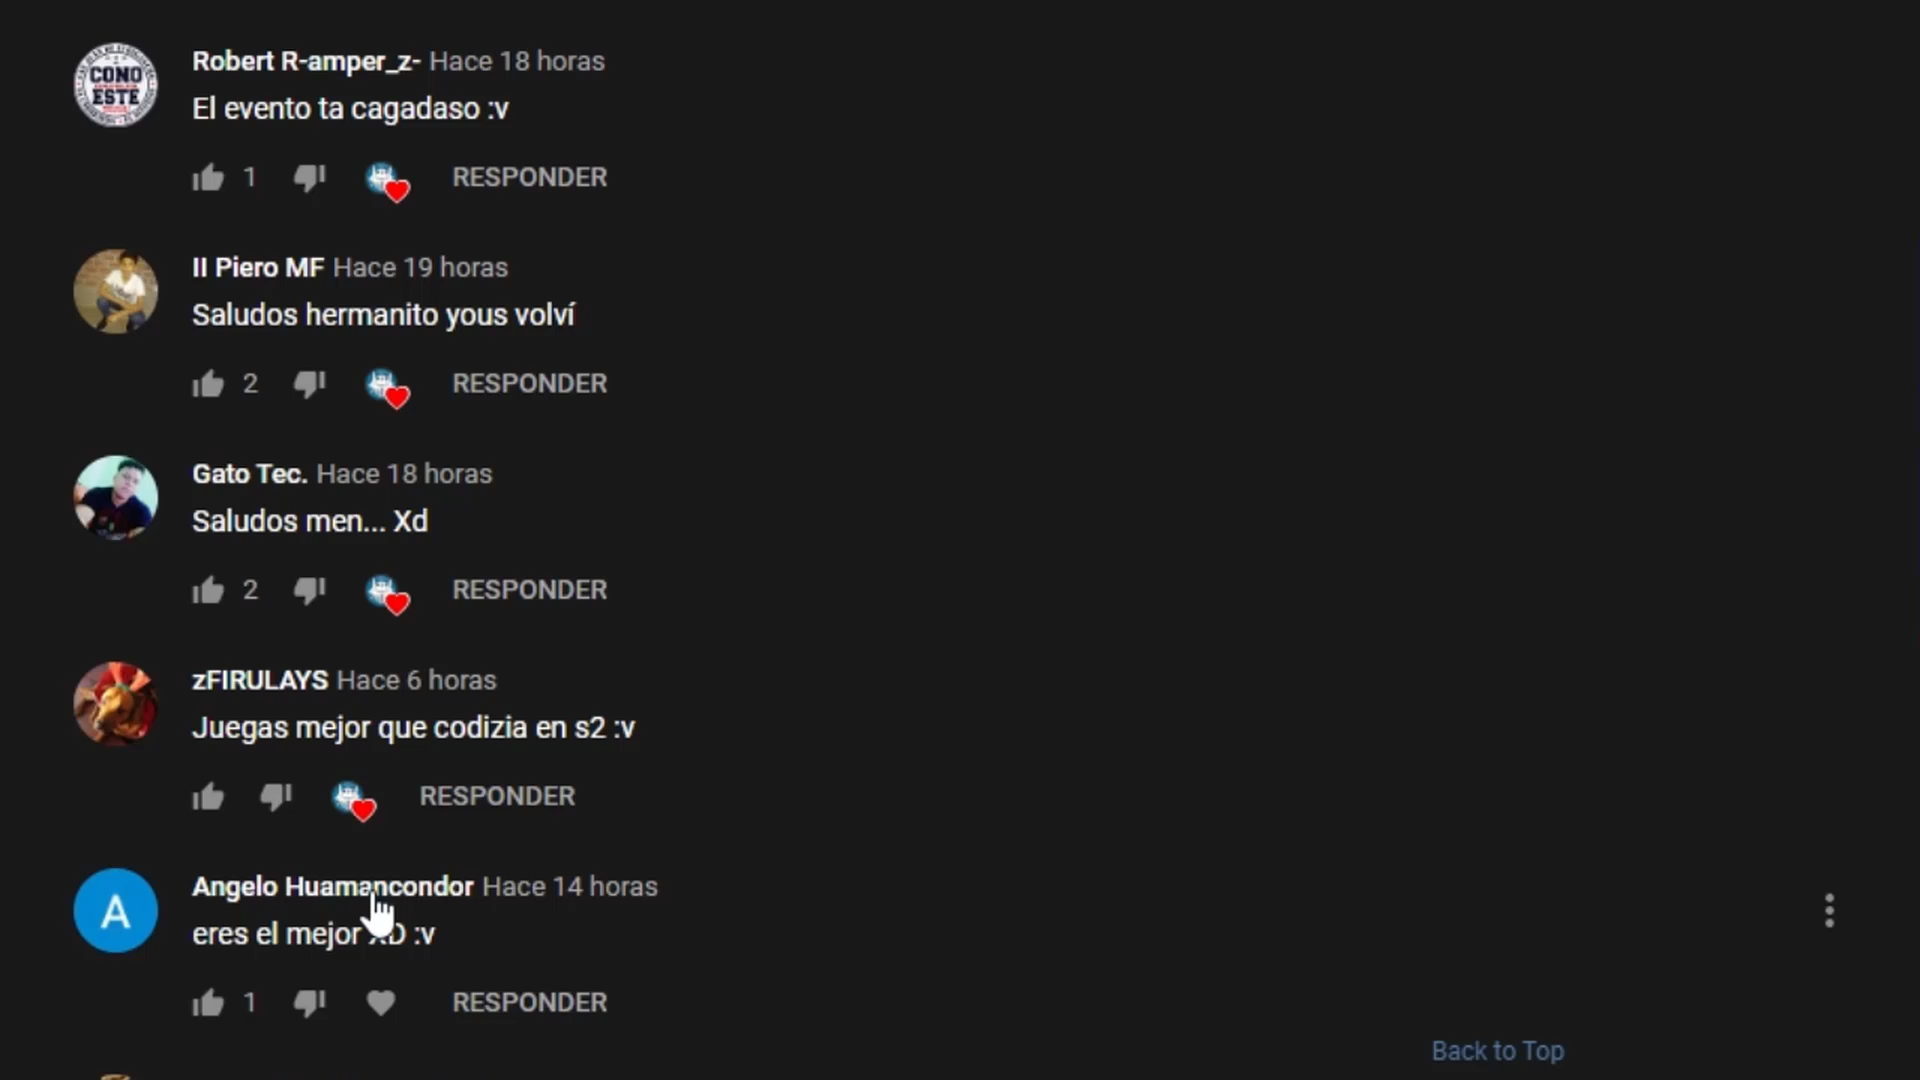 CONO
ESTE
Robert R-amper_z- Hace 18 horas
El evento ta cagadaso :v
1 RESPONDER
II Piero MF Hace 19 horas
Saludos hermanito yous volví
2 RESPONDER
Gato Tec. Hace 18 horas
Saludos men... Xd
2 RESPONDER
zFIRULAYS Hace 6 horas
Juegas mejor que codizia en s2 :v
RESPONDER
A
Angelo Huamancondor Hace 14 horas
eres el mejor XD :v
1 RESPONDER
Back to Top